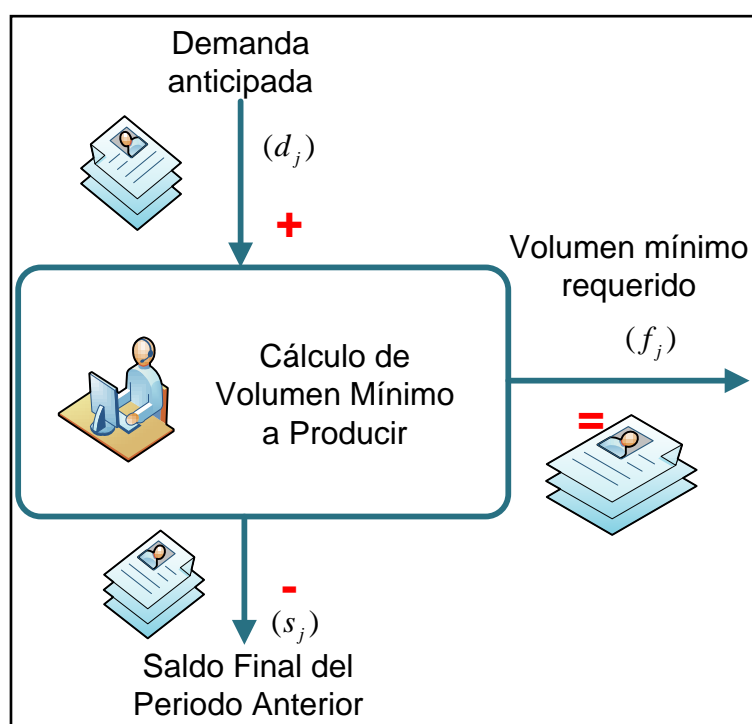 Demanda
anticipada
(d_j)
+
Volumen mínimo
requerido
(f_j)
Cálculo de
Volumen Mínimo
a Producir
=
-
(s_j)
Saldo Final del
Periodo Anterior